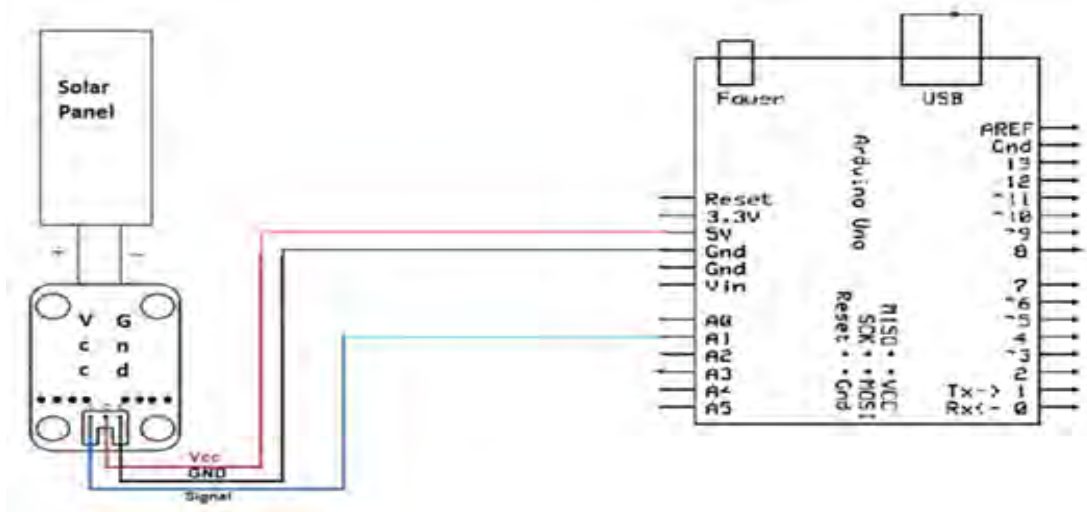 Solar
Panel
+
-
V G
c n
c d
Vcc
GND
Signal
Power
USB
Arduino Uno
Reset
3.3V
5V
Gnd
Gnd
Vin
A0
A1
A2
A3
A4
A5
AREF
Gnd
13
12
~11
~10
~9
8
7
~6
~5
4
~3
2
Tx-> 1
Rx<- 0
MISO • VCC
SCK • MOSI
Reset • Gnd